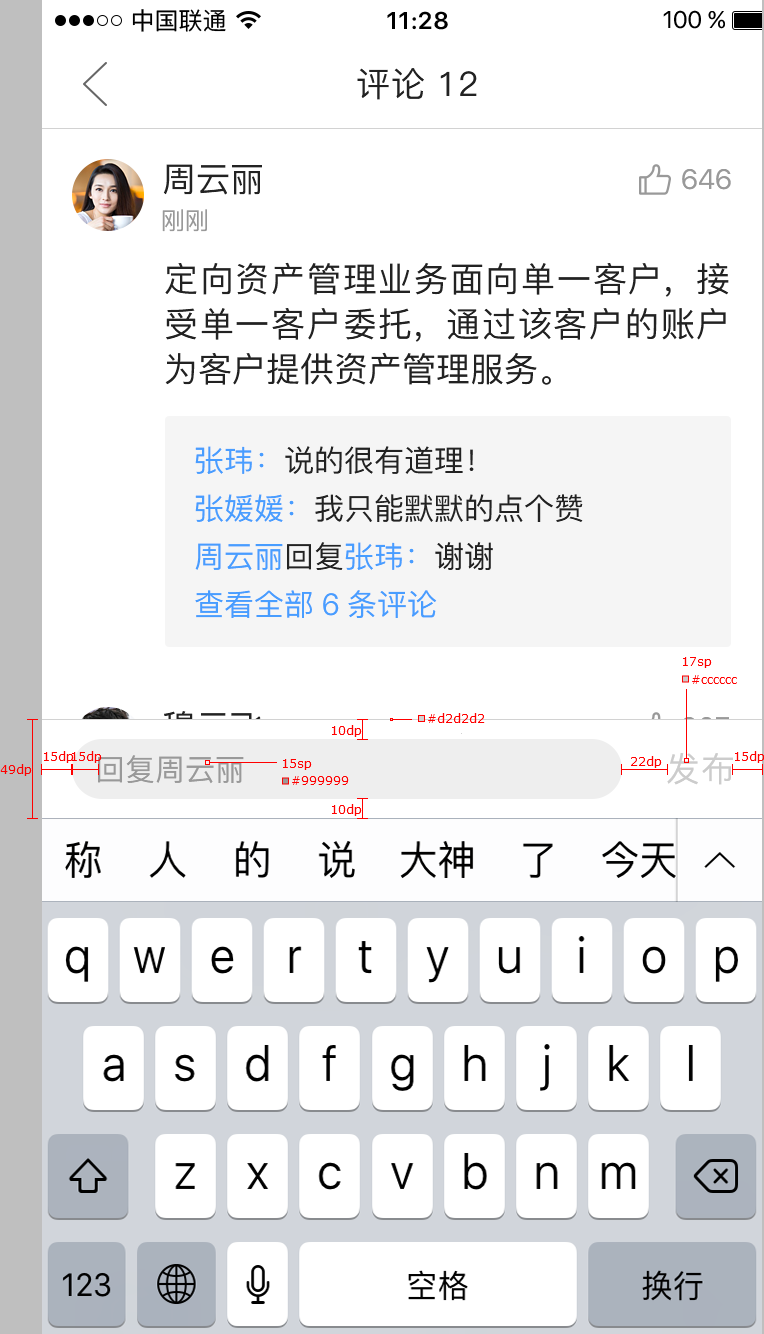 中国联通 11:28 100 %
评论 12
周云丽 646
刚刚
定向资产管理业务面向单一客户，接
受单一客户委托，通过该客户的账户
为客户提供资产管理服务。
张玮：说的很有道理！
张媛媛：我只能默默的点个赞
周云丽回复张玮：谢谢
查看全部 6 条评论
17sp
#cccccc
#d2d2d2
10dp
49dp 15dp 15dp 回复周云丽 15sp 22dp 发布 15dp
#999999
10dp
称 人 的 说 大神 了 今天
q w e r t y u i o p
a s d f g h j k l
z x c v b n m
123 空格 换行